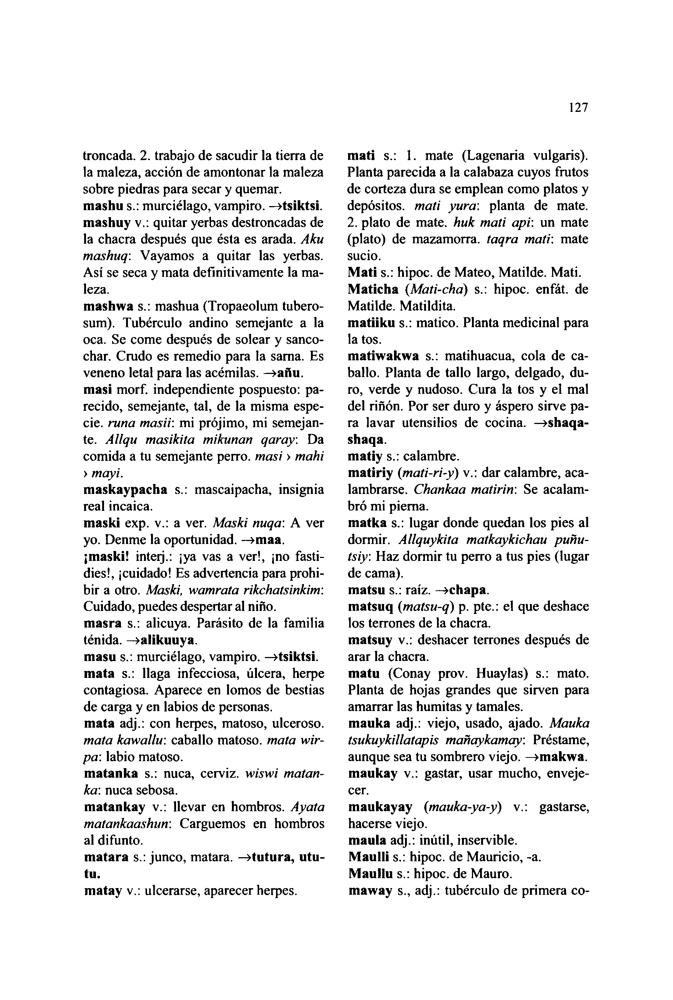 127
troncada. 2. trabajo de sacudir la tierra de
la maleza, acción de amontonar la maleza
sobre piedras para secar y quemar.
mashu s.: murciélago, vampiro. →tsiktsi.
mashuy v.: quitar yerbas destroncadas de
la chacra después que ésta es arada. Aku
mashuq: Vayamos a quitar las yerbas.
Así se seca y mata definitivamente la ma-
leza.
mashwa s.: mashua (Tropaeolum tubero-
sum). Tubérculo andino semejante a la
oca. Se come después de solear y sanco-
char. Crudo es remedio para la sarna. Es
veneno letal para las acémilas. →añu.
masi morf. independiente pospuesto: pa-
recido, semejante, tal, de la misma espe-
cie. runa masii: mi prójimo, mi semejan-
te. Allqu masikita mikunan qaray: Da
comida a tu semejante perro. masi > mahi
> mayi.
maskaypacha s.: mascaipacha, insignia
real incaica.
maski exp. v.: a ver. Maski nuqa: A ver
yo. Denme la oportunidad. →maa.
¡maski! interj.: ¡ya vas a ver!, ¡no fasti-
dies!, ¡cuidado! Es advertencia para prohi-
bir a otro. Maski, wamrata rikchatsinkim:
Cuidado, puedes despertar al niño.
masra s.: alicuya. Parásito de la familia
ténida. →alikuuya.
masu s.: murciélago, vampiro. →tsiktsi.
mata s.: llaga infecciosa, úlcera, herpe
contagiosa. Aparece en lomos de bestias
de carga y en labios de personas.
mata adj.: con herpes, matoso, ulceroso.
mata kawallu: caballo matoso. mata wir-
pa: labio matoso.
matanka s.: nuca, cerviz. wiswi matan-
ka: nuca sebosa.
matankay v.: llevar en hombros. Ayata
matankaashun: Carguemos en hombros
al difunto.
matara s.: junco, matara. →tutura, utu-
tu.
matay v.: ulcerarse, aparecer herpes.
mati s.: 1. mate (Lagenaria vulgaris).
Planta parecida a la calabaza cuyos frutos
de corteza dura se emplean como platos y
depósitos. mati yura: planta de mate.
2. plato de mate. huk mati api: un mate
(plato) de mazamorra. taqra mati: mate
sucio.
Mati s.: hipoc. de Mateo, Matilde. Mati.
Maticha (Mati-cha) s.: hipoc. enfát. de
Matilde. Matildita.
matiiku s.: matico. Planta medicinal para
la tos.
matiwakwa s.: matihuacua, cola de ca-
ballo. Planta de tallo largo, delgado, du-
ro, verde y nudoso. Cura la tos y el mal
del riñón. Por ser duro y áspero sirve pa-
ra lavar utensilios de cocina. →shaqa-
shaqa.
matiy s.: calambre.
matiriy (mati-ri-y) v.: dar calambre, aca-
lambrarse. Chankaa matirin: Se acalam-
bró mi pierna.
matka s.: lugar donde quedan los pies al
dormir. Allquykita matkaykichau puñu-
tsiy: Haz dormir tu perro a tus pies (lugar
de cama).
matsu s.: raíz. →chapa.
matsuq (matsu-q) p. pte.: el que deshace
los terrones de la chacra.
matsuy v.: deshacer terrones después de
arar la chacra.
matu (Conay prov. Huaylas) s.: mato.
Planta de hojas grandes que sirven para
amarrar las humitas y tamales.
mauka adj.: viejo, usado, ajado. Mauka
tsukuykillatapis mañaykamay: Préstame,
aunque sea tu sombrero viejo. →makwa.
maukay v.: gastar, usar mucho, enveje-
cer.
maukayay (mauka-ya-y) v.: gastarse,
hacerse viejo.
maula adj.: inútil, inservible.
Maulli s.: hipoc. de Mauricio, -a.
Maullu s.: hipoc. de Mauro.
maway s., adj.: tubérculo de primera co-